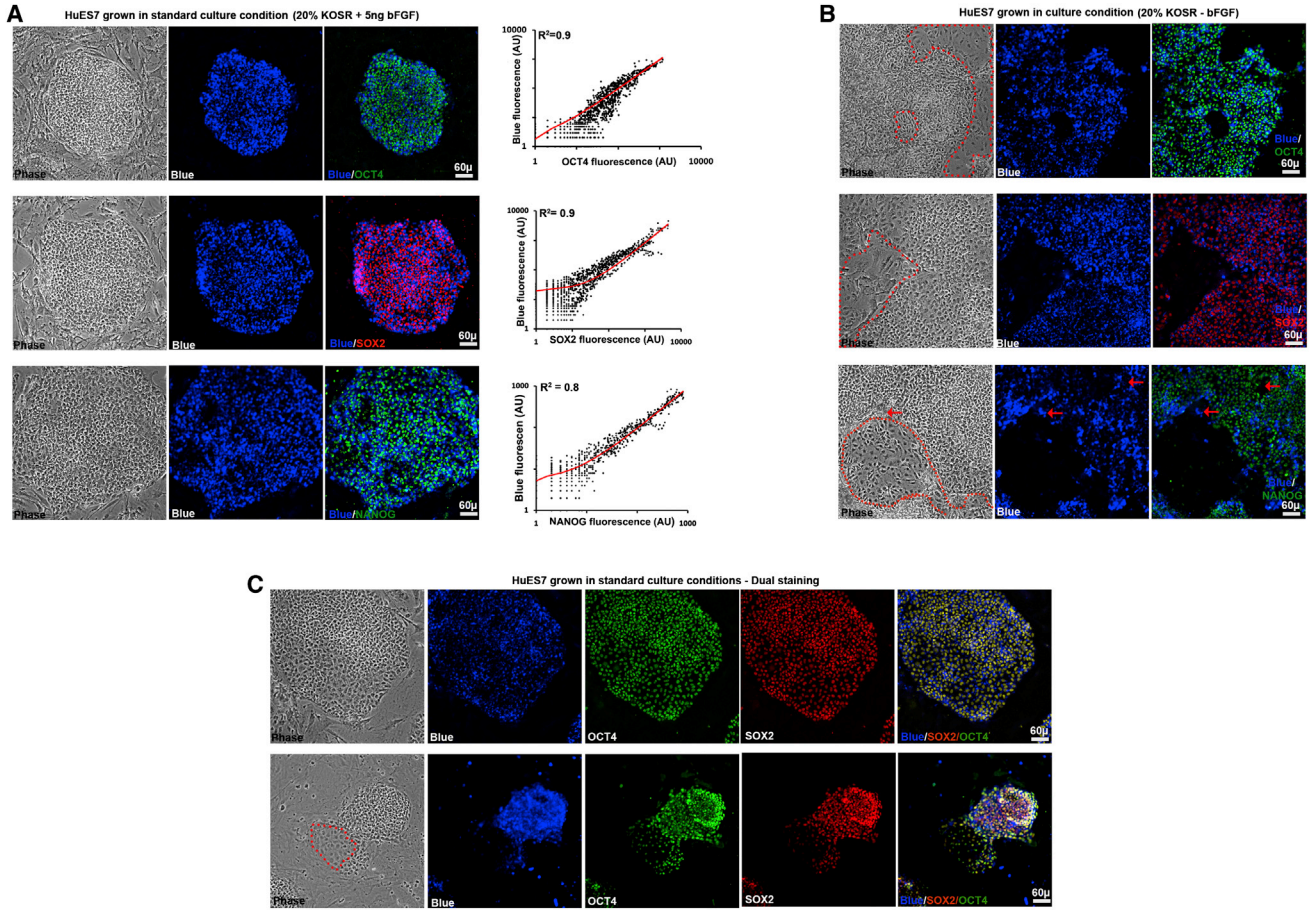 A
HuES7 grown in standard culture condition (20% KOSR + 5ng bFGF)
Phase
Blue
Blue/OCT4
60µ
R²=0.9
10000
Blue fluorescence (AU)
1
1
OCT4 fluorescence (AU)
10000
Phase
Blue
Blue/SOX2
60µ
R²= 0.9
10000
Blue fluorescence (AU)
1
1
SOX2 fluorescence (AU)
10000
Phase
Blue
Blue/NANOG
60µ
R² = 0.8
1000
Blue fluorescen (AU)
1
1
NANOG fluorescence (AU)
1000
B
HuES7 grown in culture condition (20% KOSR - bFGF)
Phase
Blue
Blue/
OCT4
60µ
Phase
Blue
Blue/
SOX2
60µ
Phase
Blue
Blue/
NANOG
60µ
C
HuES7 grown in standard culture conditions - Dual staining
Phase
Blue
OCT4
SOX2
Blue/SOX2/OCT4
60µ
Phase
Blue
OCT4
SOX2
Blue/SOX2/OCT4
60µ